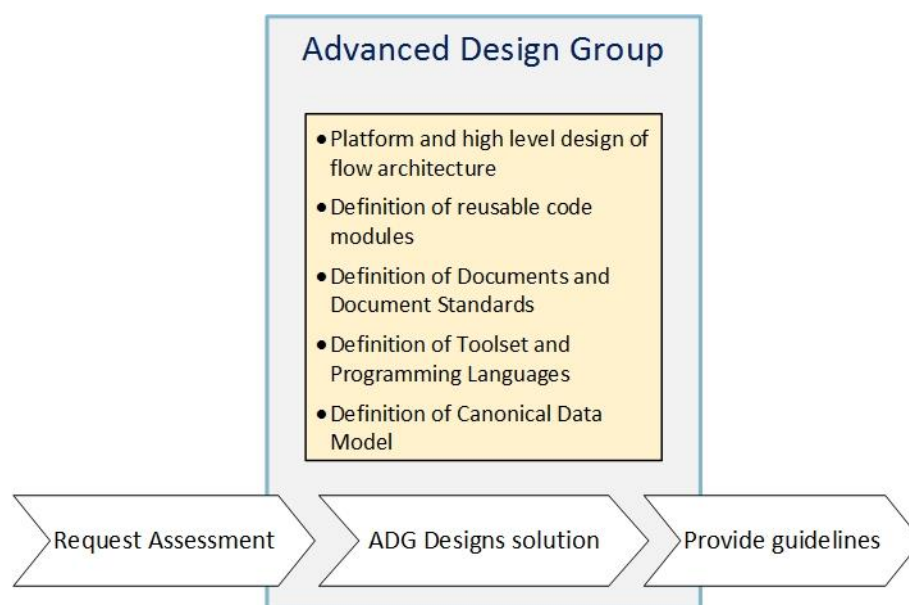 Advanced Design Group
•Platform and high level design of
flow architecture
•Definition of reusable code
modules
•Definition of Documents and
Document Standards
•Definition of Toolset and
Programming Languages
•Definition of Canonical Data
Model
Request Assessment
ADG Designs solution
Provide guidelines